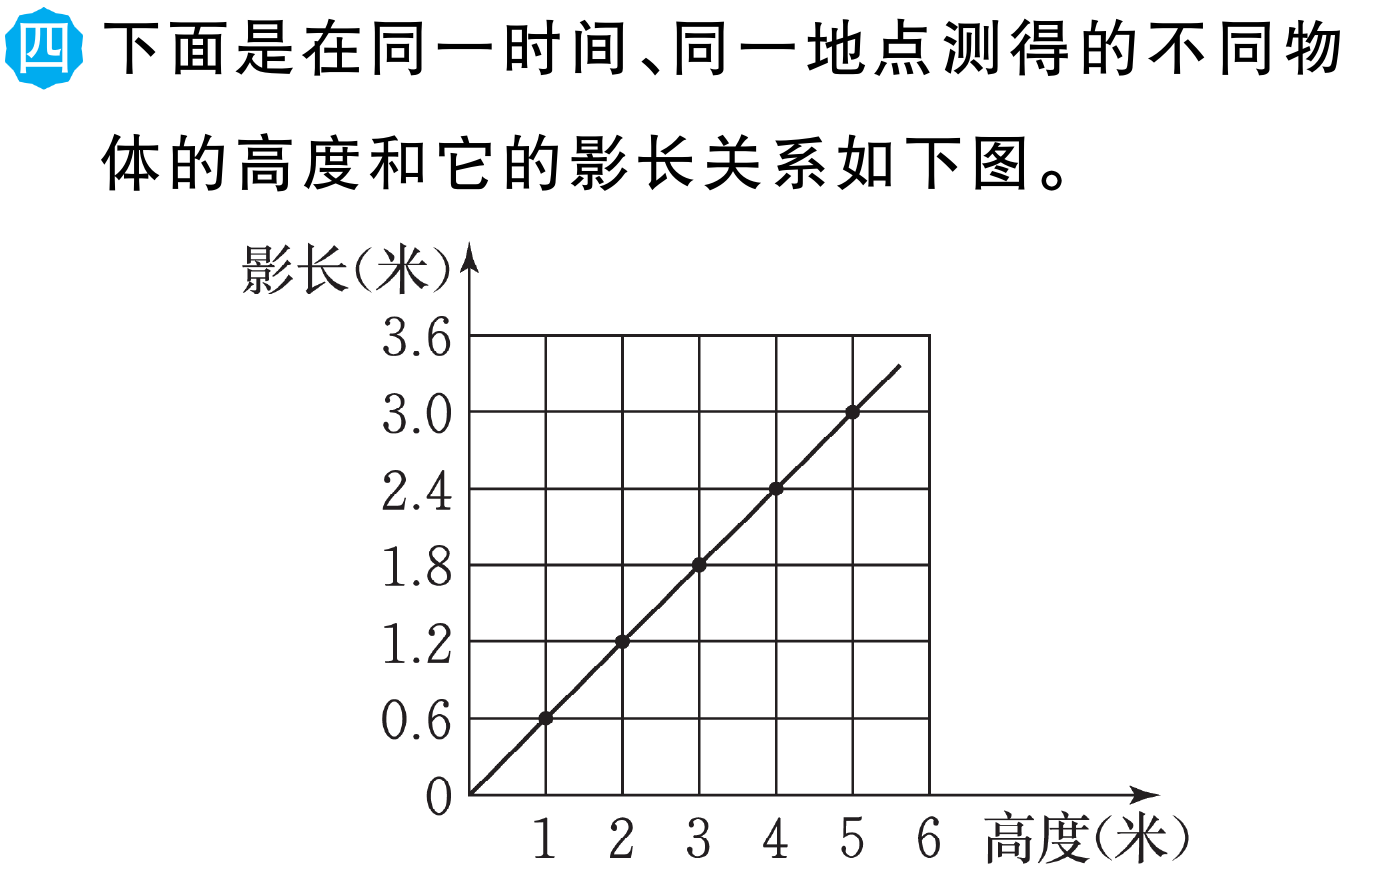 四 下面是在同一时间、同一地点测得的不同物
体的高度和它的影长关系如下图。
影长(米)
3.6
3.0
2.4
1.8
1.2
0.6
0
1 2 3 4 5 6 高度(米)